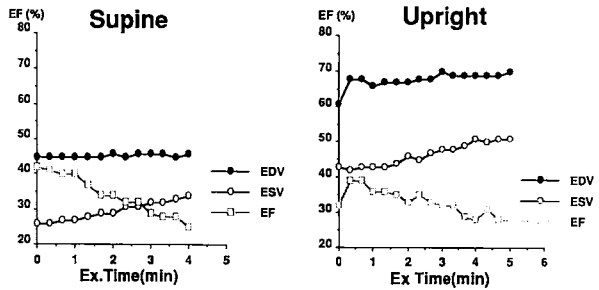 EF (%)
Supine
80
70
60
50
40
30
20
0
1
2
3
4
5
Ex.Time(min)
EDV
ESV
EF
EF (%)
Upright
80
70
60
50
40
30
20
0
1
2
3
4
5
6
Ex Time(min)
EDV
ESV
EF